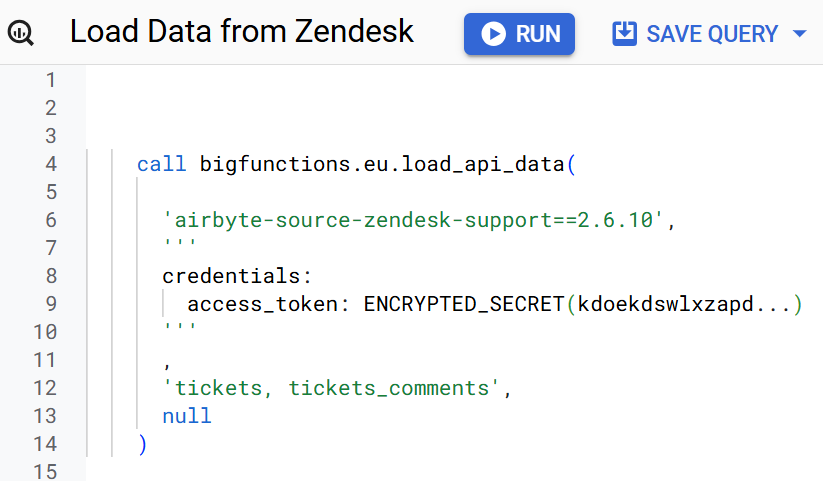 Load Data from Zendesk
RUN
SAVE QUERY
1
2
3
4 call bigfunctions.eu.load_api_data(
5
6 'airbyte-source-zendesk-support==2.6.10',
7 '''
8 credentials:
9 access_token: ENCRYPTED_SECRET(kdoekdswlxzapd...)
10 '''
11 ,
12 'tickets, tickets_comments',
13 null
14 )
15